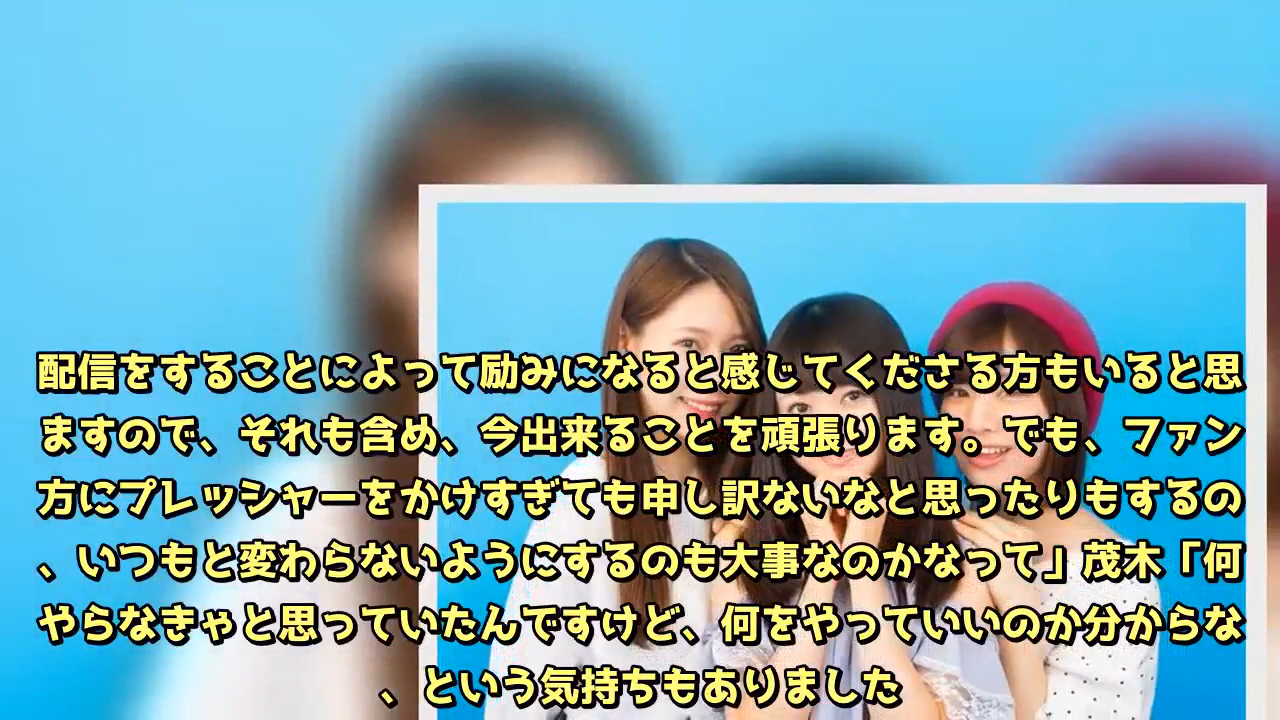 配信をすることによって励みになると感じてくださる方もいると思
ますので、それも含め、今出来ることを頑張ります。でも、ファン
方にプレッシャーをかけすぎても申し訳ないなと思ったりもするの
、いつもと変わらないようにするのも大事なのかなって」茂木「何
やらなきゃと思っていたんですけど、何をやっていいのか分からな
、という気持ちもありました